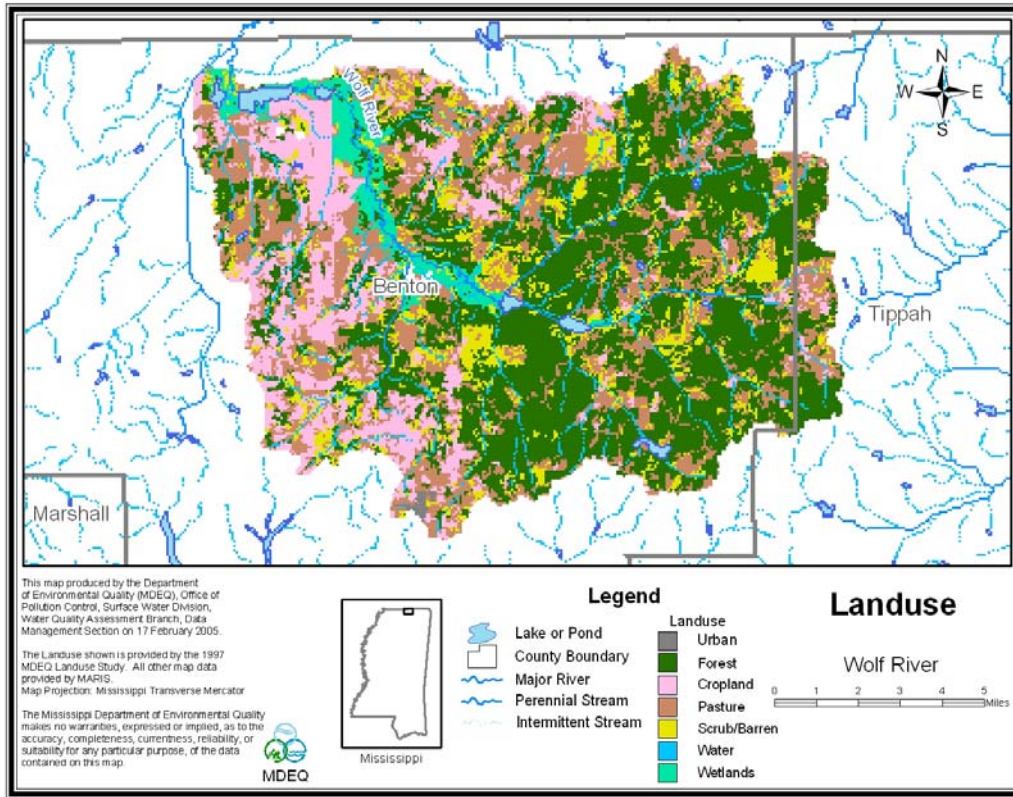 Wolf River
N
W E
S
Benton
Tippah
Marshall
This map produced by the Department
of Environmental Quality (MDEQ), Office of
Pollution Control, Surface Water Division,
Water Quality Assessment Branch, Data
Management Section on 17 February 2005.
The Landuse shown is provided by the 1997
MDEQ Landuse Study. All other map data
provided by MARIS.
Map Projection: Mississippi Transverse Mercator
The Mississippi Department of Environmental Quality
makes no warranties, expressed or implied, as to the
accuracy, completeness, currentness, reliability, or
suitability for any particular purpose, of the data
contained on this map.
MDEQ
Mississippi
Legend
Lake or Pond
County Boundary
Major River
Perennial Stream
Intermittent Stream
Landuse
Urban
Forest
Cropland
Pasture
Scrub/Barren
Water
Wetlands
Landuse
Wolf River
0 1 2 3 4 5
Miles